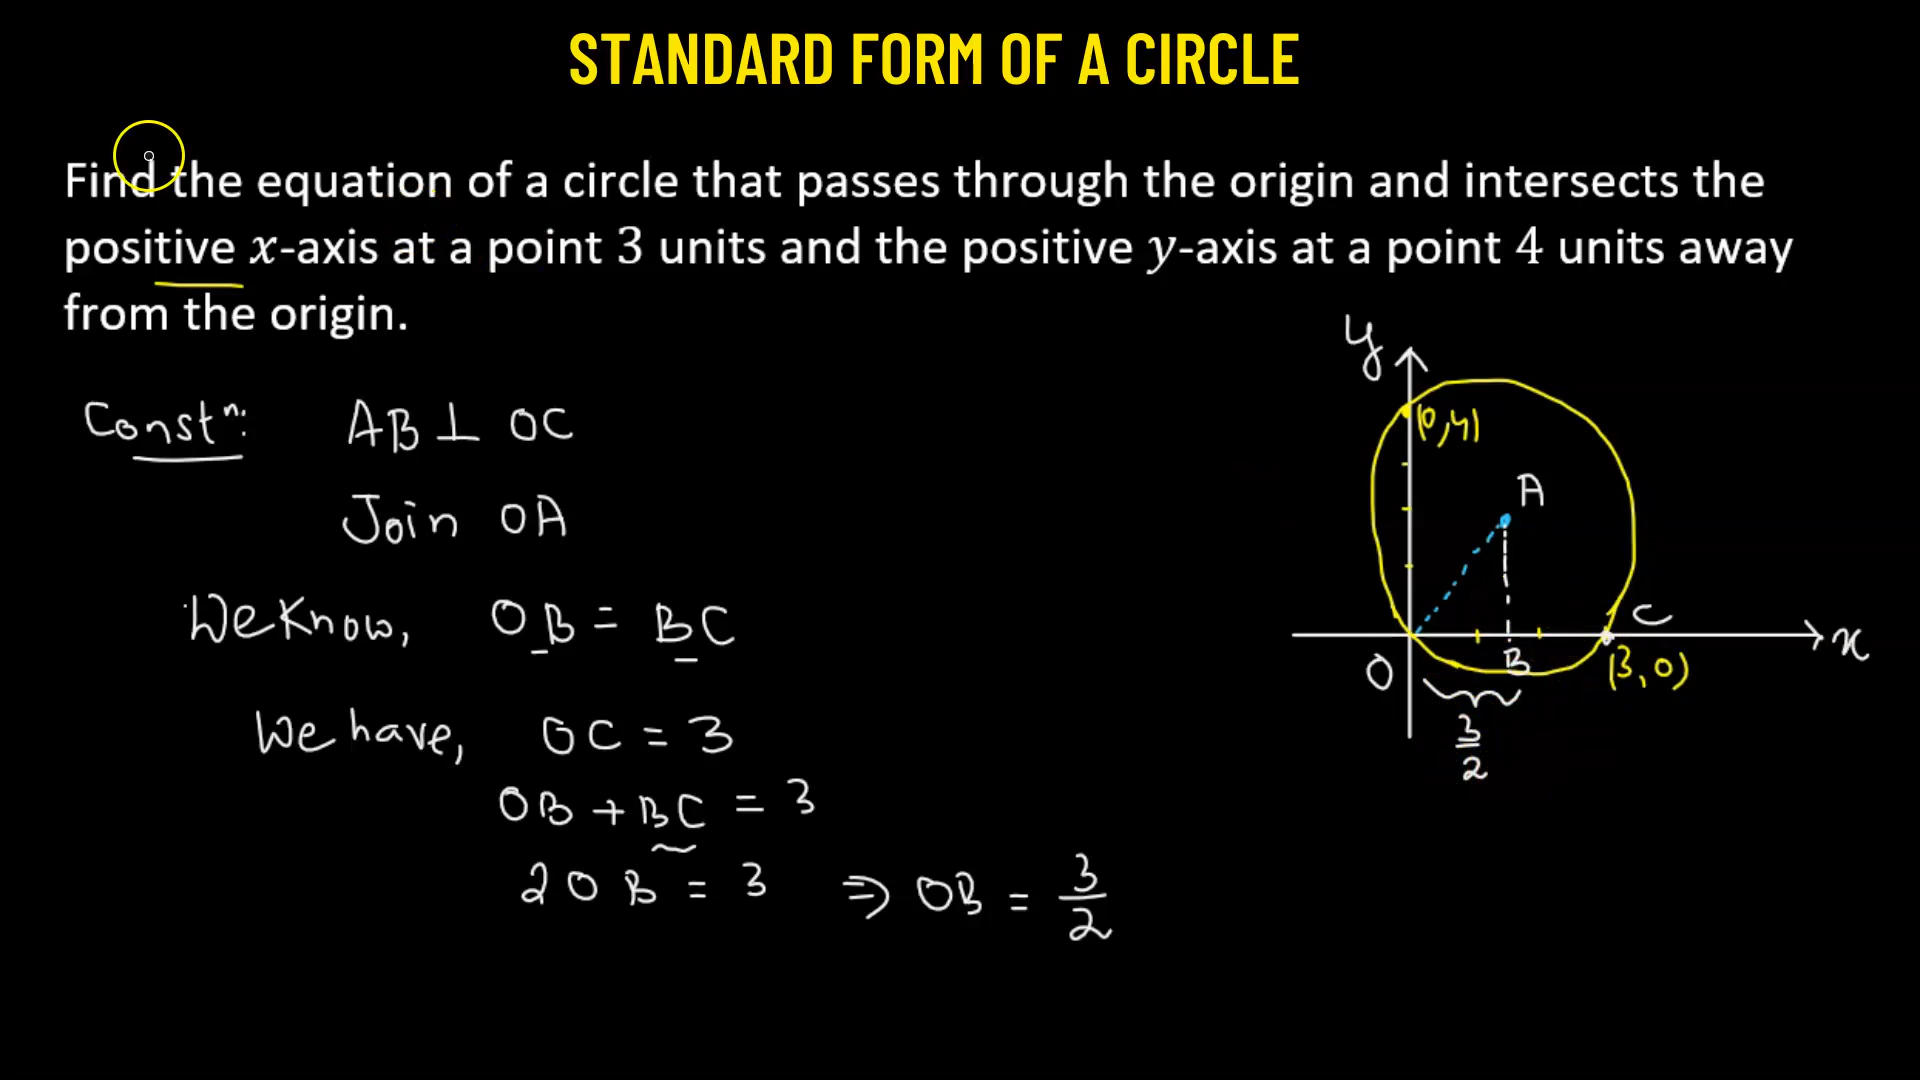 STANDARD FORM OF A CIRCLE
Find the equation of a circle that passes through the origin and intersects the
positive x-axis at a point 3 units and the positive y-axis at a point 4 units away
from the origin.
Constⁿ: AB ⊥ OC
Join OA
We Know, OB = BC
We have, OC = 3
OB + BC = 3
2OB = 3 ⇒ OB = 3/2
y
(0,4)
A
C
x
O
B
(3,0)
3/2